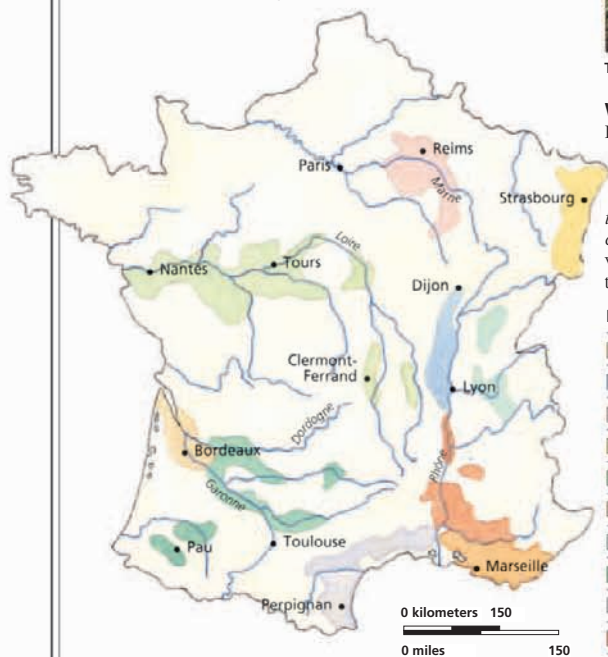 Reims
Paris
Marne
Strasbourg
Loire
Nantes
Tours
Dijon
Clermont-
Ferrand
Lyon
Dordogne
Bordeaux
Rhône
Garonne
Pau
Toulouse
Marseille
Perpignan
0 kilometers 150
0 miles 150